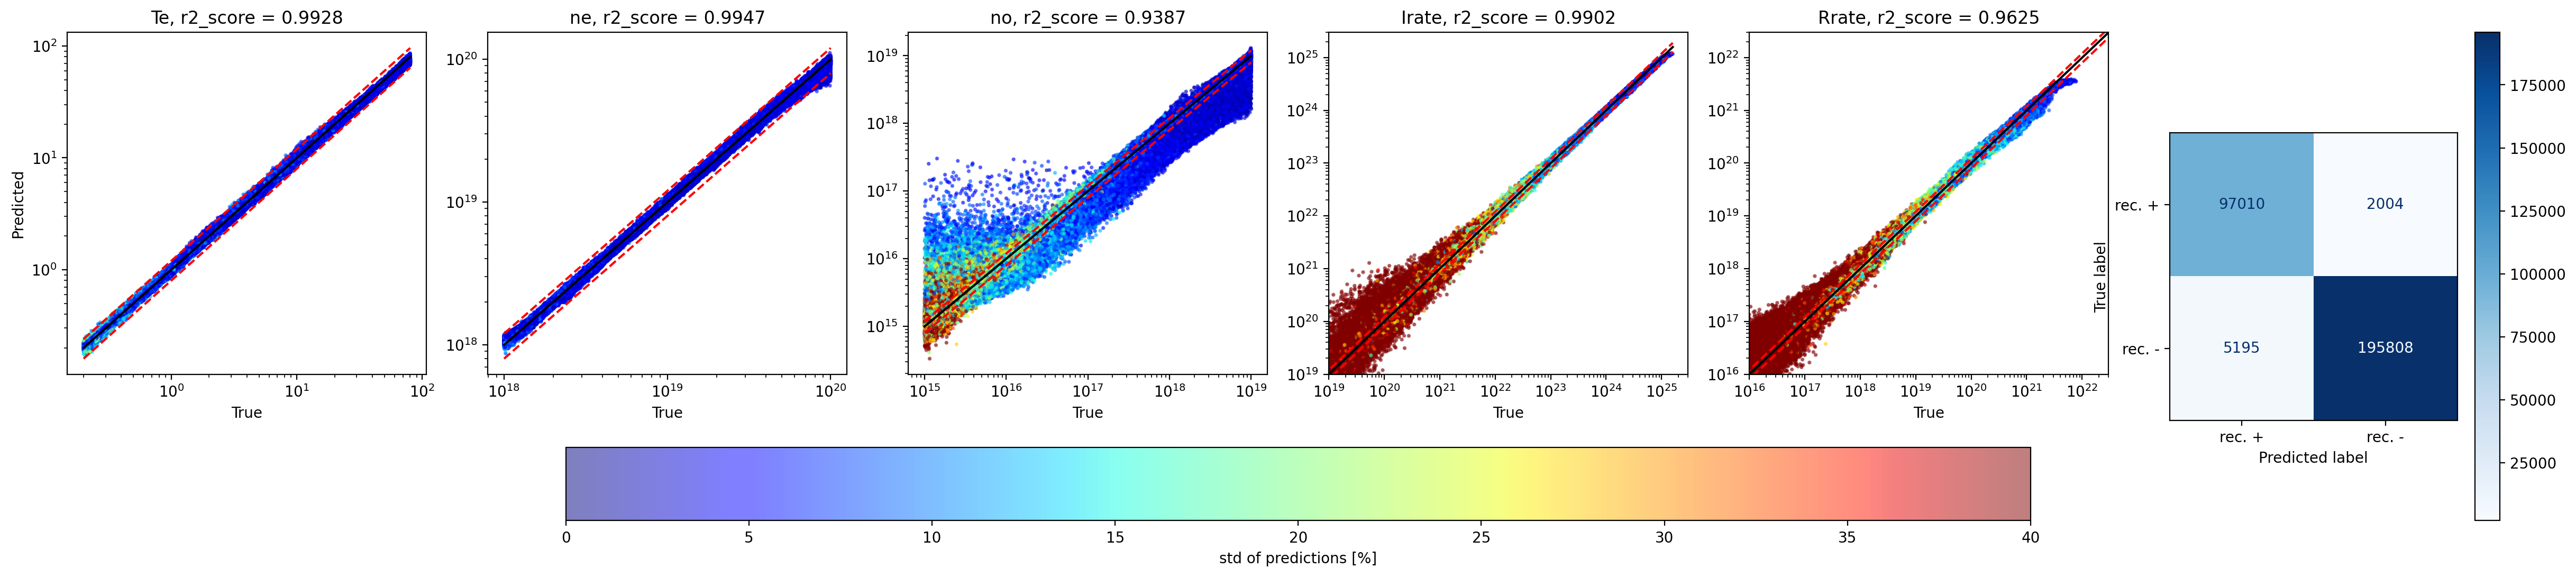 Te, r2_score = 0.9928
ne, r2_score = 0.9947
no, r2_score = 0.9387
Irate, r2_score = 0.9902
Rrate, r2_score = 0.9625
Predicted
10²
10¹
10⁰
10⁰ 10¹ 10²
True
10²⁰
10¹⁹
10¹⁸
10¹⁸ 10¹⁹ 10²⁰
True
10¹⁹
10¹⁸
10¹⁷
10¹⁶
10¹⁵
10¹⁵ 10¹⁶ 10¹⁷ 10¹⁸ 10¹⁹
True
10²⁵
10²⁴
10²³
10²²
10²¹
10²⁰
10¹⁹
10¹⁹ 10²⁰ 10²¹ 10²² 10²³ 10²⁴ 10²⁵
True
10²²
10²¹
10²⁰
10¹⁹
10¹⁸
10¹⁷
10¹⁶
10¹⁶ 10¹⁷ 10¹⁸ 10¹⁹ 10²⁰ 10²¹ 10²²
True
True label
rec. + 97010 2004
rec. - 5195 195808
rec. + rec. -
Predicted label
175000
150000
125000
100000
75000
50000
25000
0 5 10 15 20 25 30 35 40
std of predictions [%]